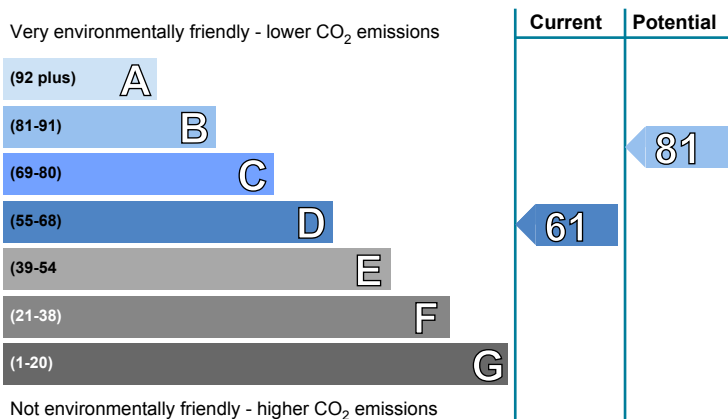 Current Potential
Very environmentally friendly - lower CO2 emissions
(92 plus) A
(81-91) B
81
(69-80) C
(55-68) D
61
(39-54 E
(21-38) F
(1-20) G
Not environmentally friendly - higher CO2 emissions